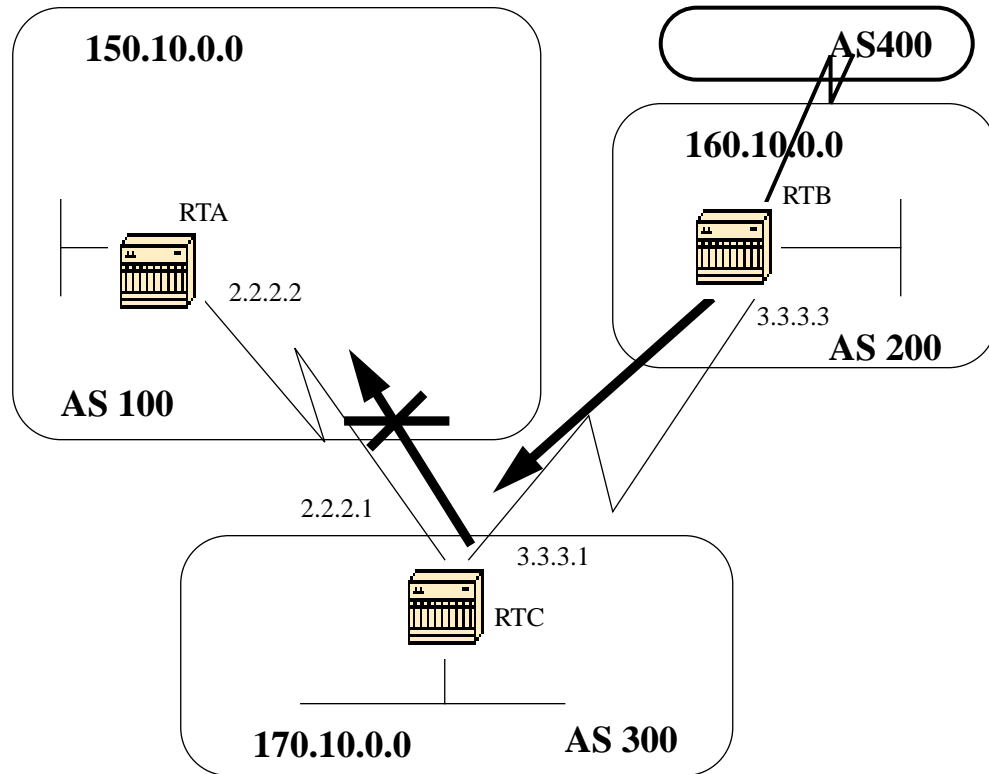 150.10.0.0
AS400
160.10.0.0
RTB
RTA
2.2.2.2
3.3.3.3
AS 200
AS 100
2.2.2.1
3.3.3.1
RTC
170.10.0.0
AS 300